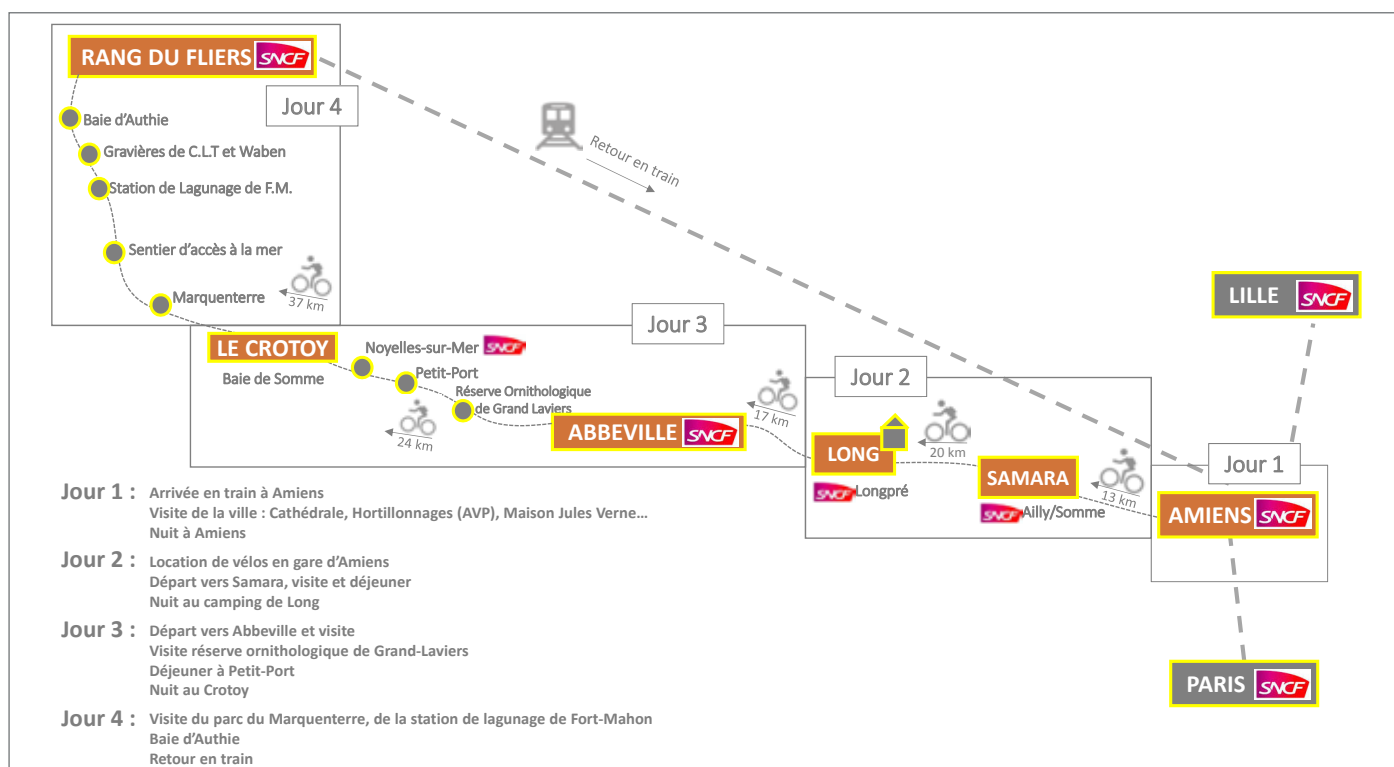 RANG DU FLIERS SNCF
Jour 4
Baie d'Authie
Gravières de C.L.T et Waben
Station de Lagunage de F.M.
Sentier d'accès à la mer
Marquenterre
37 km
Retour en train
LILLE SNCF
Jour 3
LE CROTOY
Baie de Somme
Noyelles-sur-Mer SNCF
Petit-Port
Réserve Ornithologique
de Grand Laviers
24 km
ABBEVILLE SNCF
17 km
Jour 2
LONG
SNCF Longpré
20 km
SAMARA
SNCF Ailly/Somme
13 km
Jour 1
AMIENS SNCF
PARIS SNCF
Jour 1 : Arrivée en train à Amiens
Visite de la ville : Cathédrale, Hortillonnages (AVP), Maison Jules Verne…
Nuit à Amiens
Jour 2 : Location de vélos en gare d'Amiens
Départ vers Samara, visite et déjeuner
Nuit au camping de Long
Jour 3 : Départ vers Abbeville et visite
Visite réserve ornithologique de Grand-Laviers
Déjeuner à Petit-Port
Nuit au Crotoy
Jour 4 : Visite du parc du Marquenterre, de la station de lagunage de Fort-Mahon
Baie d'Authie
Retour en train